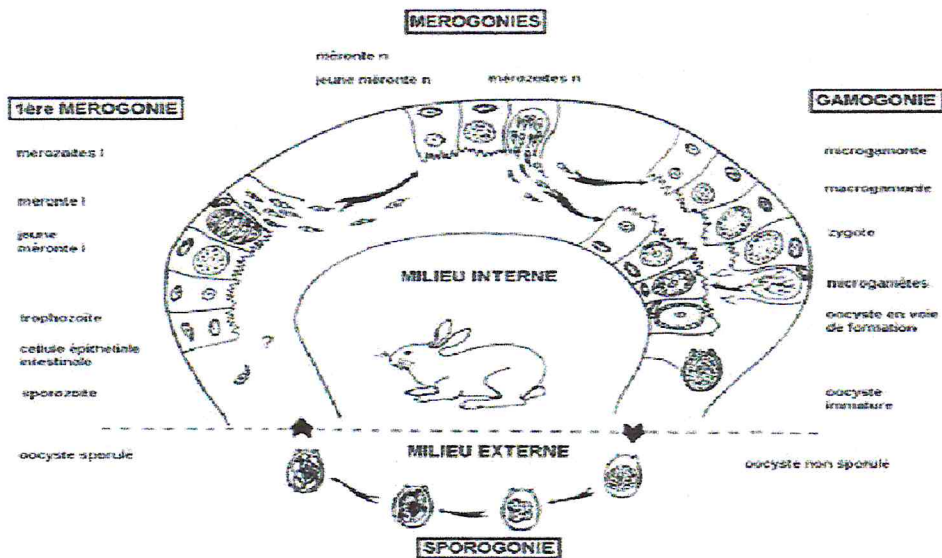 MEROGONIES
méronte n
jeune méronte n
mérozoïtes n
1ère MEROGONIE
mérozoïtes I
méronte I
jeune
méronte I
trophozoïte
cellule épithéliale
intestinale
sporozoïte
oocyste sporulé
?
MILIEU INTERNE
MILIEU EXTERNE
SPOROGONIE
GAMOGONIE
microgamonte
macrogamonte
zygote
microgamètes
oocyste en voie
de formation
oocyste
immature
oocyste non sporulé